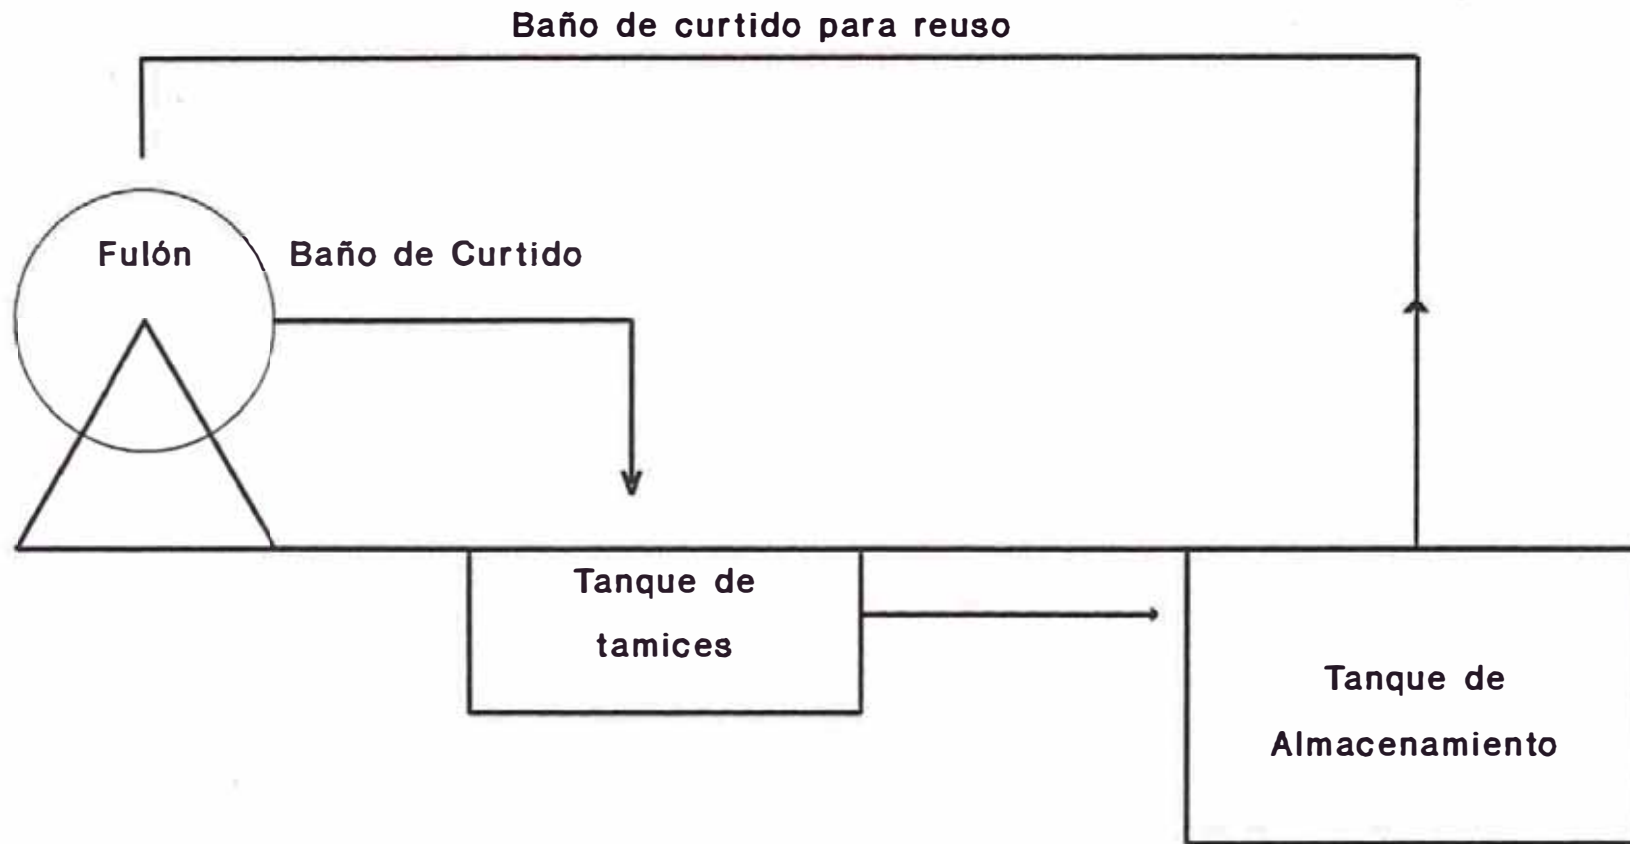 Baño de curtido para reuso
Fulón
Baño de Curtido
Tanque de
tamices
Tanque de
Almacenamiento